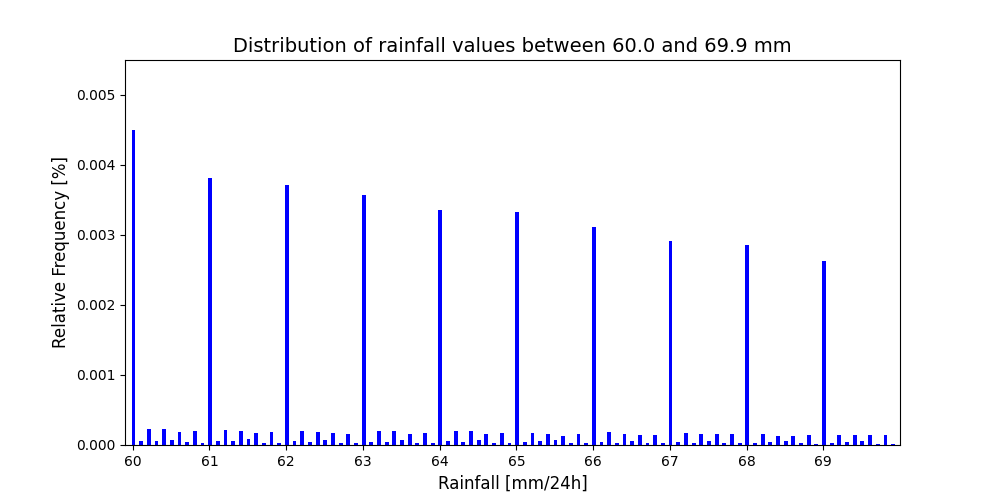 Distribution of rainfall values between 60.0 and 69.9 mm
Relative Frequency [%]
0.005
0.004
0.003
0.002
0.001
0.000
60 61 62 63 64 65 66 67 68 69
Rainfall [mm/24h]